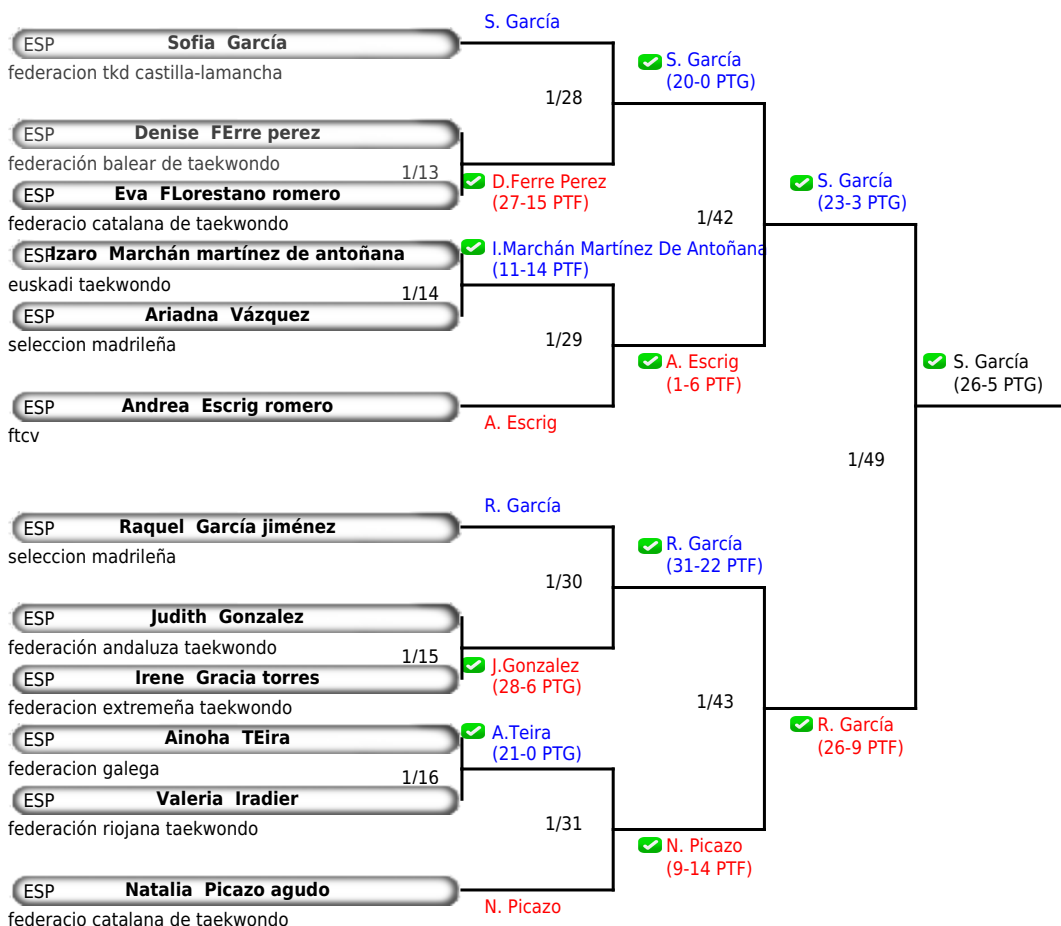 S. García
ESP Sofia García
federacion tkd castilla-lamancha
S. García
(20-0 PTG)
1/28
ESP Denise FErre perez
federación balear de taekwondo
1/13
D.Ferre Perez
(27-15 PTF)
ESP Eva FLorestano romero
federacio catalana de taekwondo
S. García
(23-3 PTG)
1/42
ESP Izaro Marchán martínez de antoñana
euskadi taekwondo
I.Marchán Martínez De Antoñana
(11-14 PTF)
1/14
ESP Ariadna Vázquez
seleccion madrileña
1/29
A. Escrig
(1-6 PTF)
S. García
(26-5 PTG)
ESP Andrea Escrig romero
ftcv
A. Escrig
1/49
R. García
ESP Raquel García jiménez
seleccion madrileña
R. García
(31-22 PTF)
1/30
ESP Judith Gonzalez
federación andaluza taekwondo
1/15
J.Gonzalez
(28-6 PTG)
ESP Irene Gracia torres
federacion extremeña taekwondo
1/43
R. García
(26-9 PTF)
ESP Ainoha TEira
federacion galega
A.Teira
(21-0 PTG)
1/16
ESP Valeria Iradier
federación riojana taekwondo
1/31
N. Picazo
(9-14 PTF)
ESP Natalia Picazo agudo
federacio catalana de taekwondo
N. Picazo